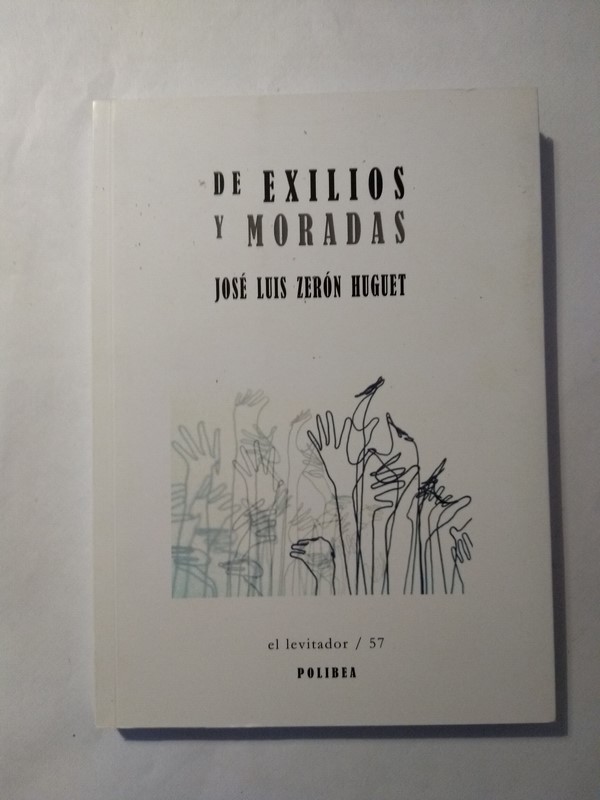 DE EXILIOS
Y MORADAS
JOSÉ LUIS ZERÓN HUGUET
el levitador / 57
POLIBEA